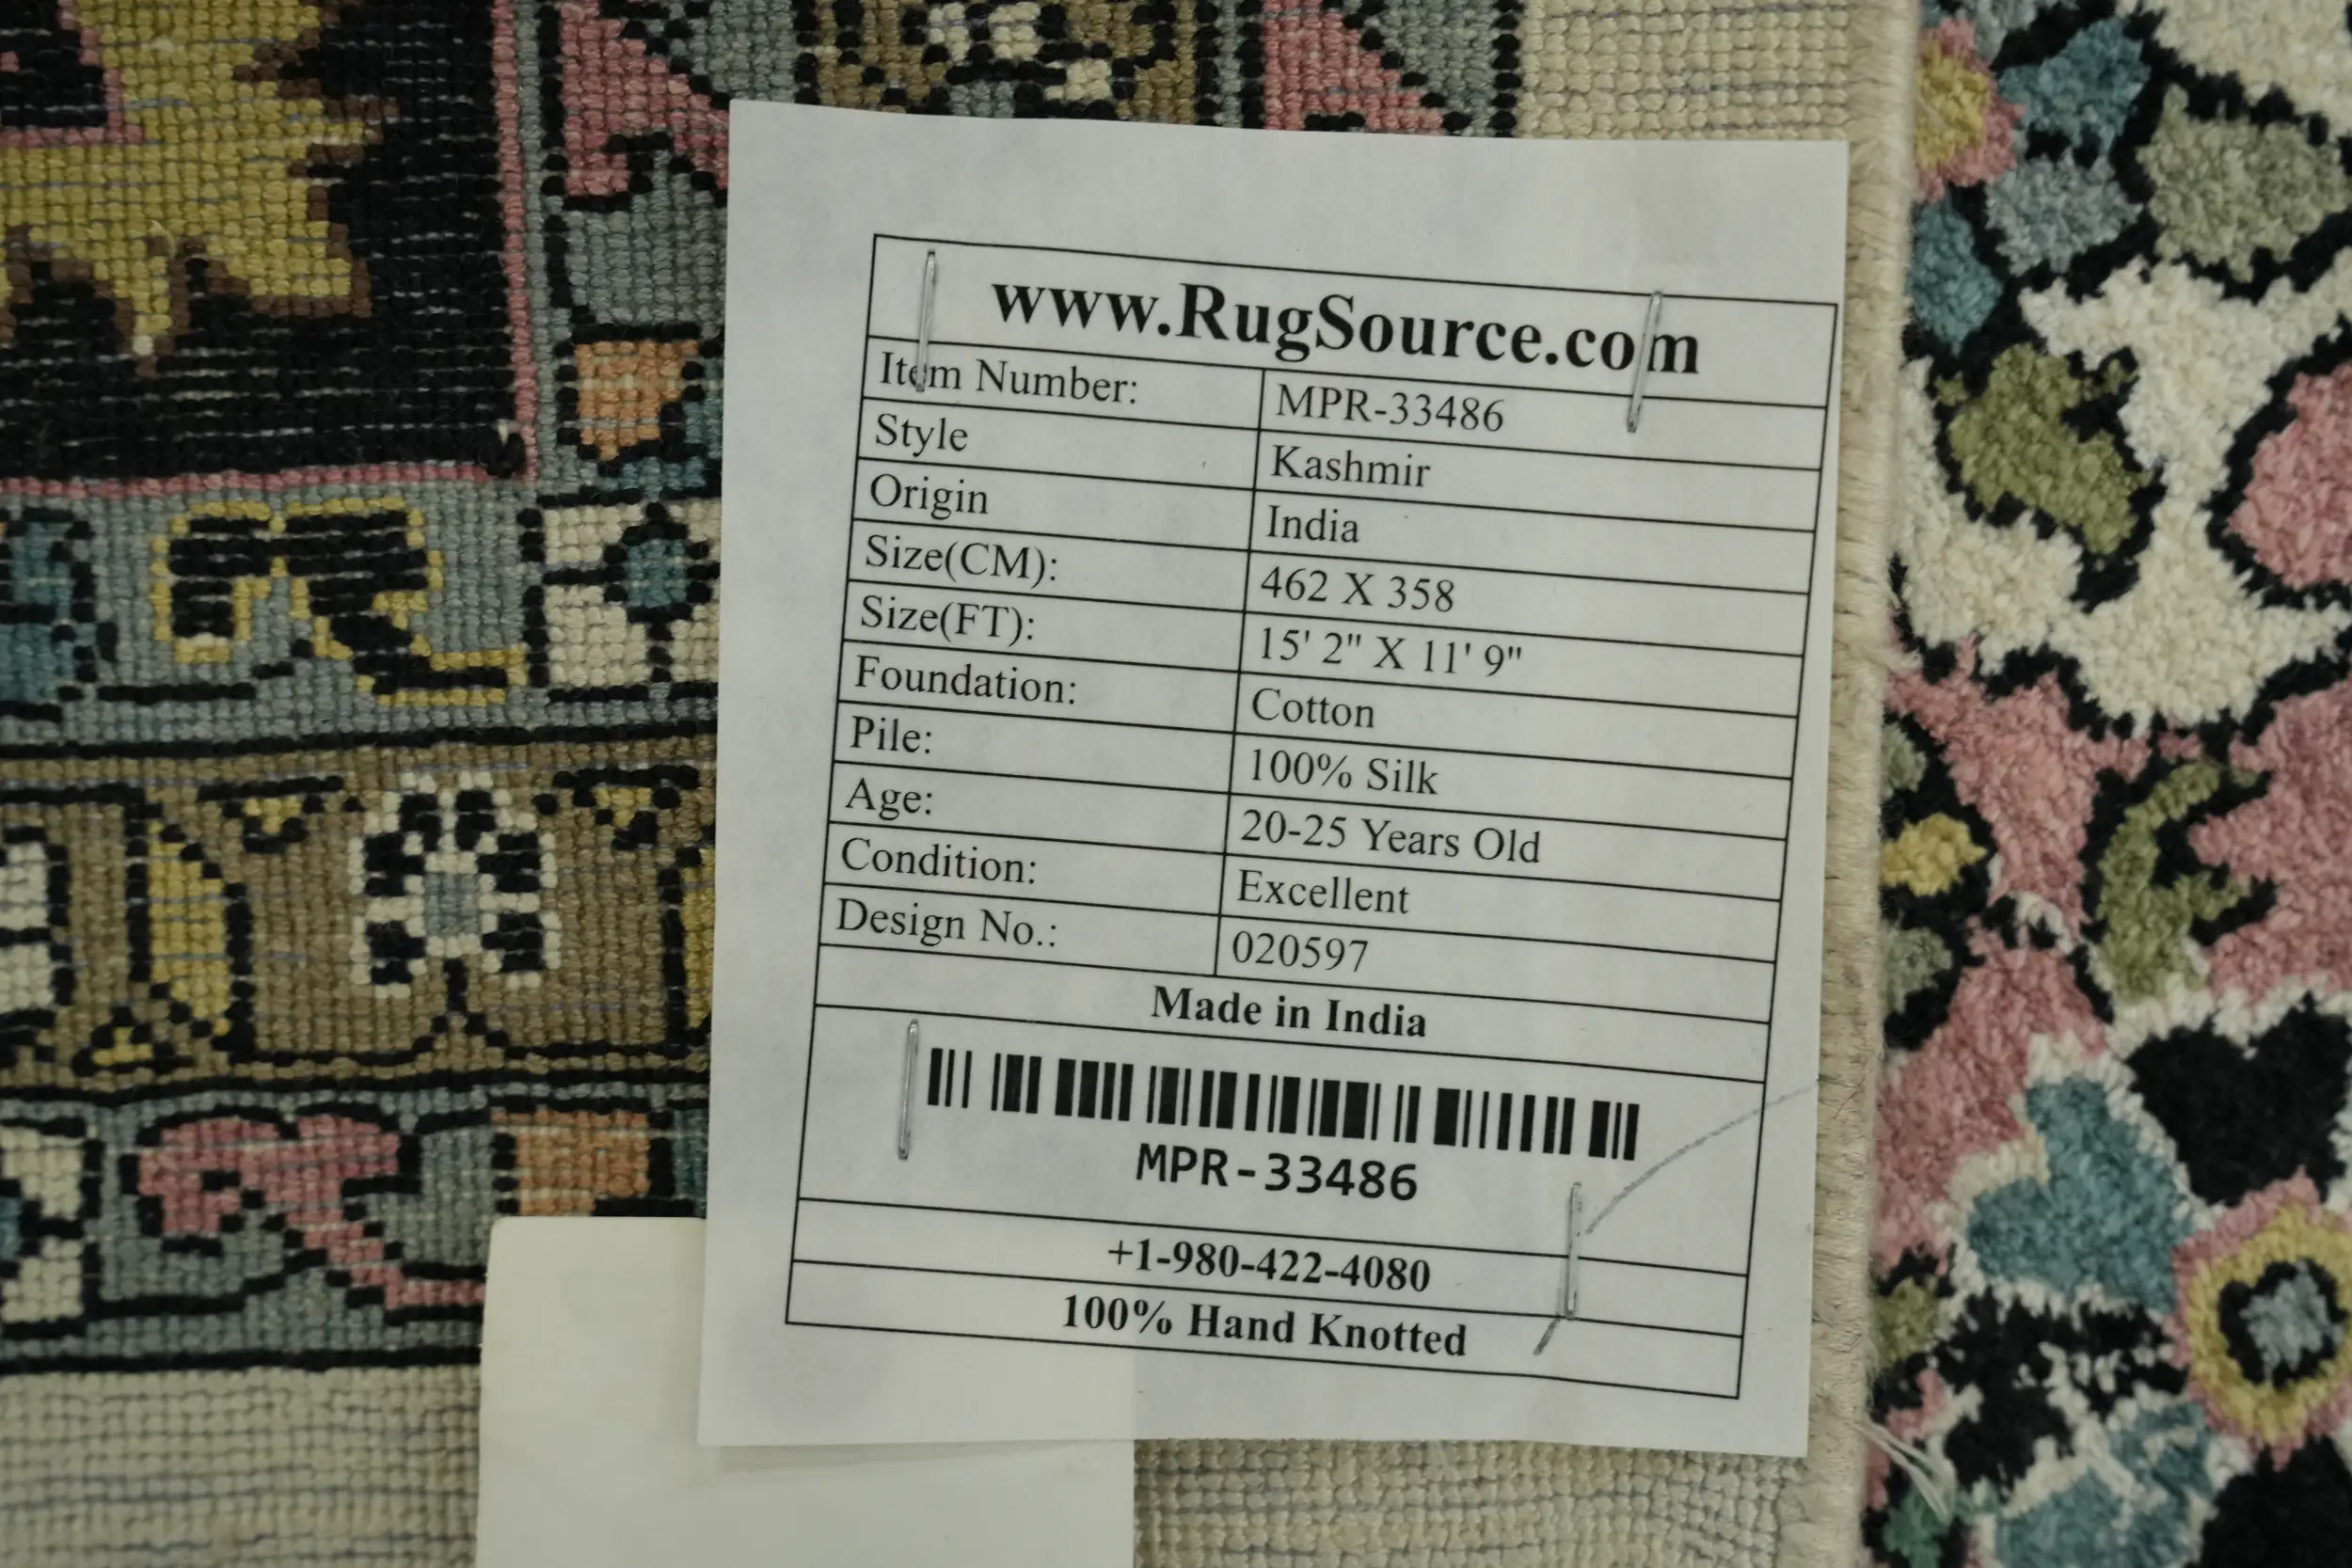 www.RugSource.com
Item Number: MPR-33486
Style Kashmir
Origin India
Size(CM): 462 X 358
Size(FT): 15' 2" X 11' 9"
Foundation: Cotton
Pile: 100% Silk
Age: 20-25 Years Old
Condition: Excellent
Design No.: 020597
Made in India
MPR-33486
+1-980-422-4080
100% Hand Knotted